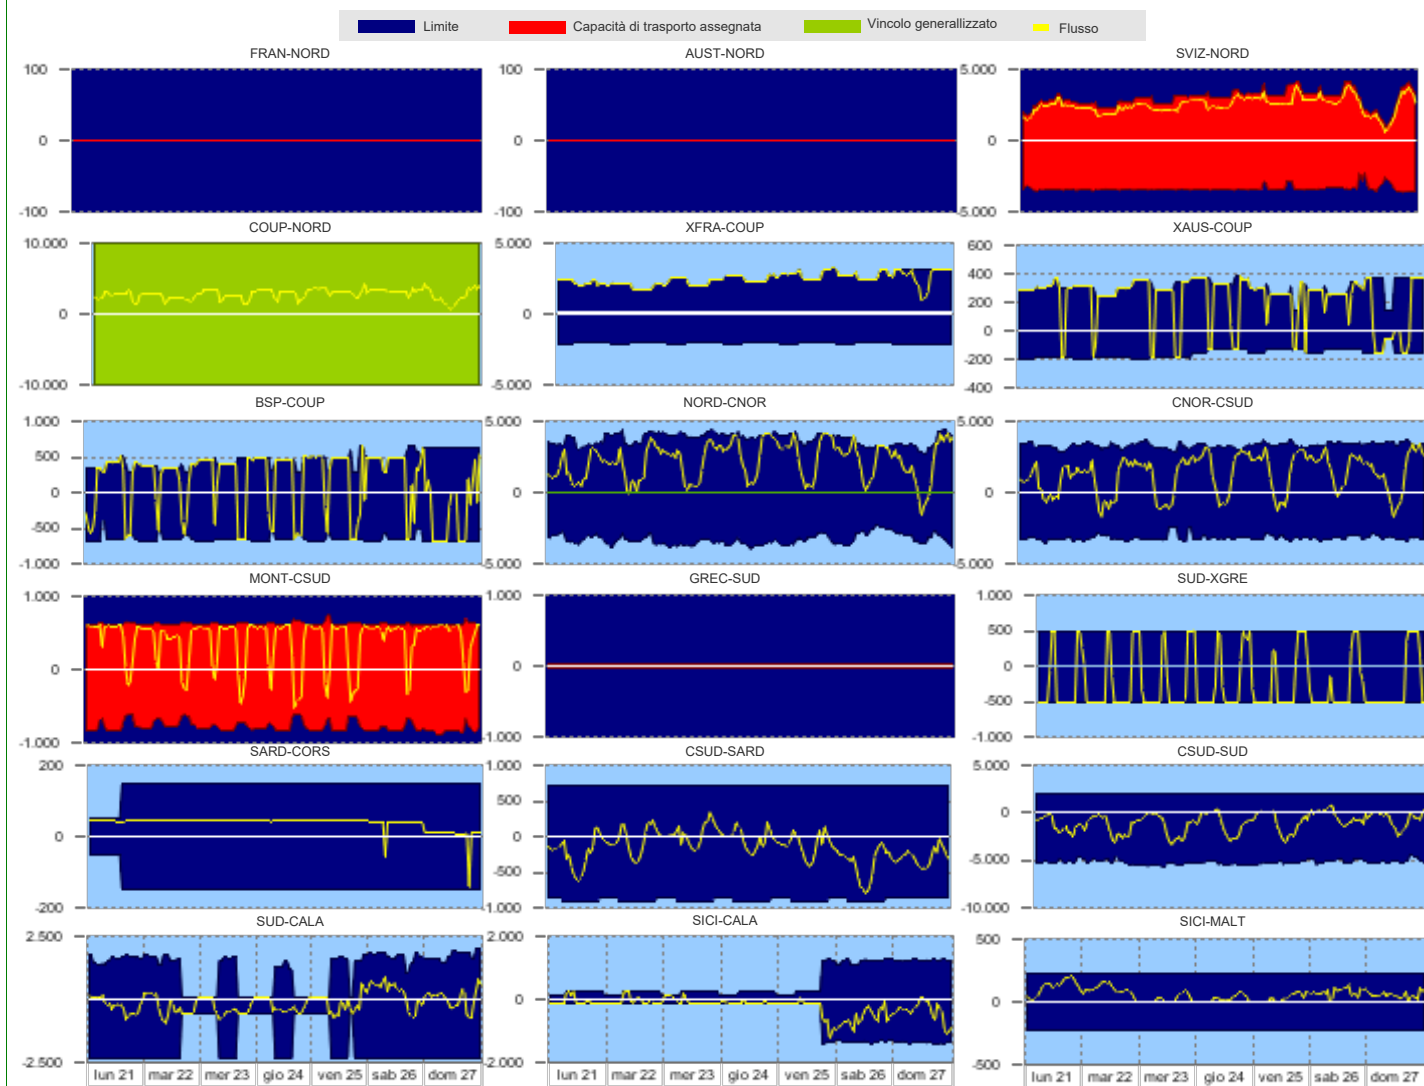 Limite Capacità di trasporto assegnata Vincolo generallizzato Flusso
FRAN-NORD AUST-NORD SVIZ-NORD
100 100 5.000
0 0 0
-100 -100 -5.000
COUP-NORD XFRA-COUP XAUS-COUP
10.000 5.000 600
400
200
0 0 0
-200
-10.000 -5.000 -400
BSP-COUP NORD-CNOR CNOR-CSUD
1.000 5.000 5.000
500
0 0 0
-500
-1.000 -5.000 -5.000
MONT-CSUD GREC-SUD SUD-XGRE
1.000 1.000 1.000
500
0 0 0
-500
-1.000 -1.000 -1.000
SARD-CORS CSUD-SARD CSUD-SUD
200 1.000 5.000
500 0
0 0
-500 -5.000
-200 -1.000 -10.000
SUD-CALA SICI-CALA SICI-MALT
2.500 2.000 500
0 0 0
-2.500 -2.000 -500
lun 21 mar 22 mer 23 gio 24 ven 25 sab 26 dom 27 lun 21 mar 22 mer 23 gio 24 ven 25 sab 26 dom 27 lun 21 mar 22 mer 23 gio 24 ven 25 sab 26 dom 27